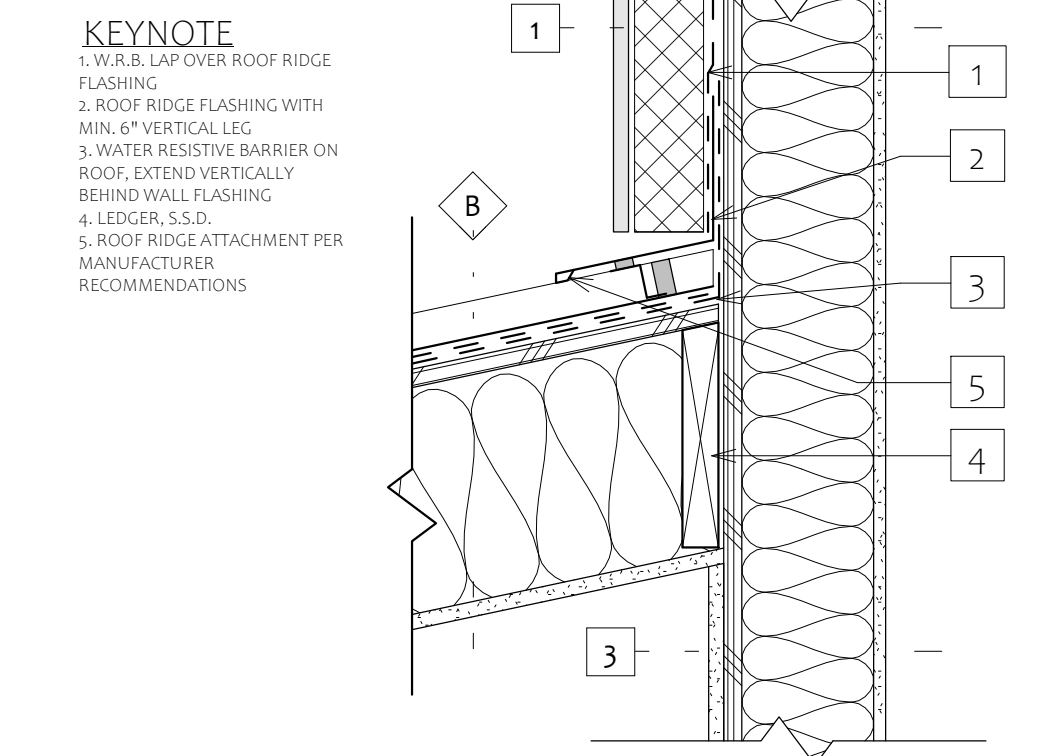 KEYNOTE
1. W.R.B. LAP OVER ROOF RIDGE
FLASHING
2. ROOF RIDGE FLASHING WITH
MIN. 6" VERTICAL LEG
3. WATER RESISTIVE BARRIER ON
ROOF, EXTEND VERTICALLY
BEHIND WALL FLASHING
4. LEDGER, S.S.D.
5. ROOF RIDGE ATTACHMENT PER
MANUFACTURER
RECOMMENDATIONS
1
1
2
B
3
5
4
3